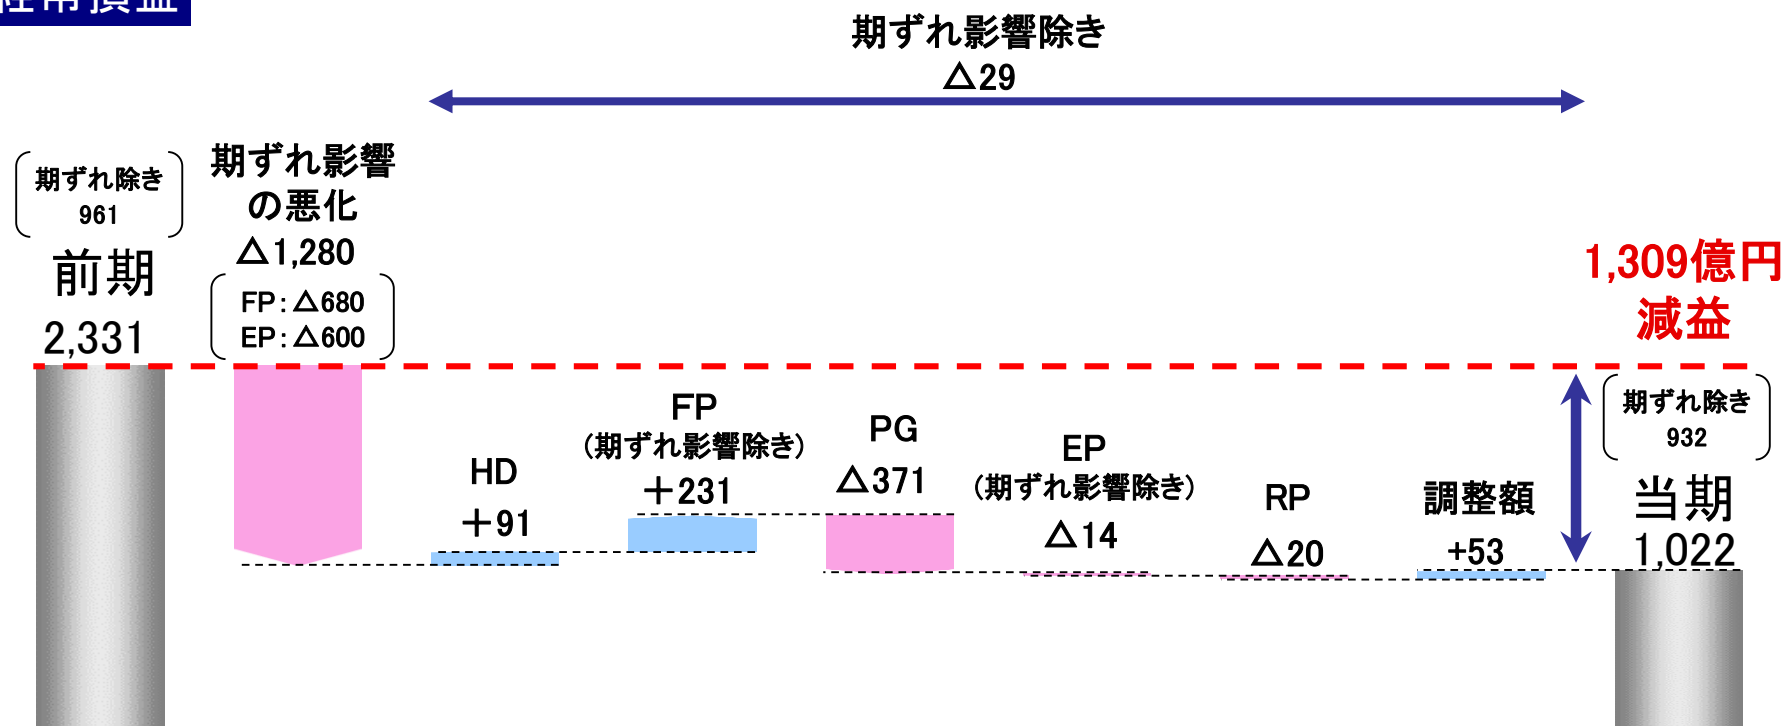 経常損益
期ずれ影響除き
△29
期ずれ除き
961
前期
2,331
期ずれ影響
の悪化
△1,280
FP：△680
EP：△600
HD
＋91
FP
（期ずれ影響除き）
＋231
PG
△371
EP
（期ずれ影響除き）
△14
RP
△20
調整額
+53
1,309億円
減益
期ずれ除き
932
当期
1,022